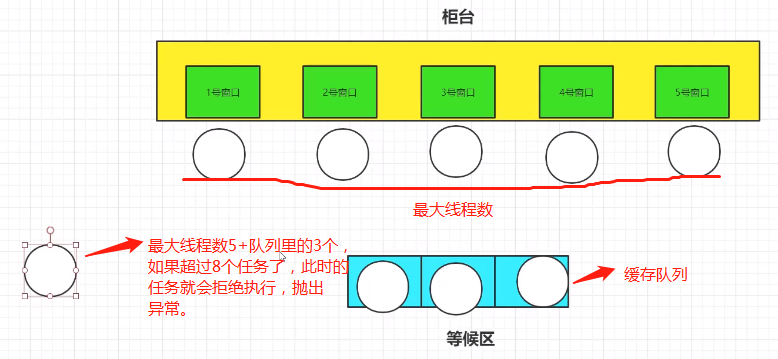 柜台
1号窗口
2号窗口
3号窗口
4号窗口
5号窗口
最大线程数
最大线程数5+队列里的3个，
如果超过8个任务了，此时的
任务就会拒绝执行，抛出
异常。
缓存队列
等候区